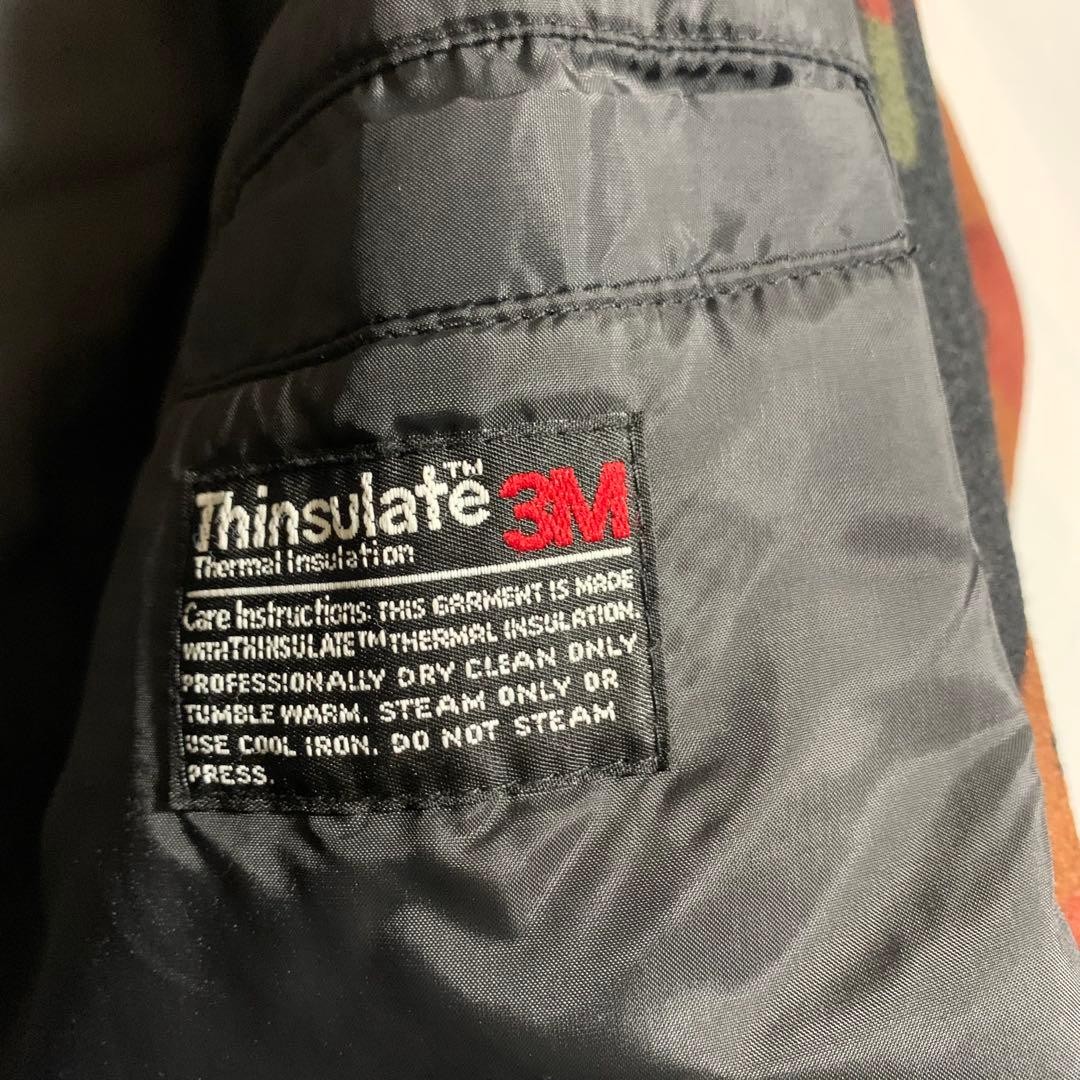 Thinsulate™ 3M
Thermal Insulation
Care Instructions: THIS GARMENT IS MADE
WITH THINSULATE™ THERMAL INSULATION.
PROFESSIONALLY DRY CLEAN ONLY
TUMBLE WARM. STEAM ONLY OR
USE COOL IRON. DO NOT STEAM
PRESS.